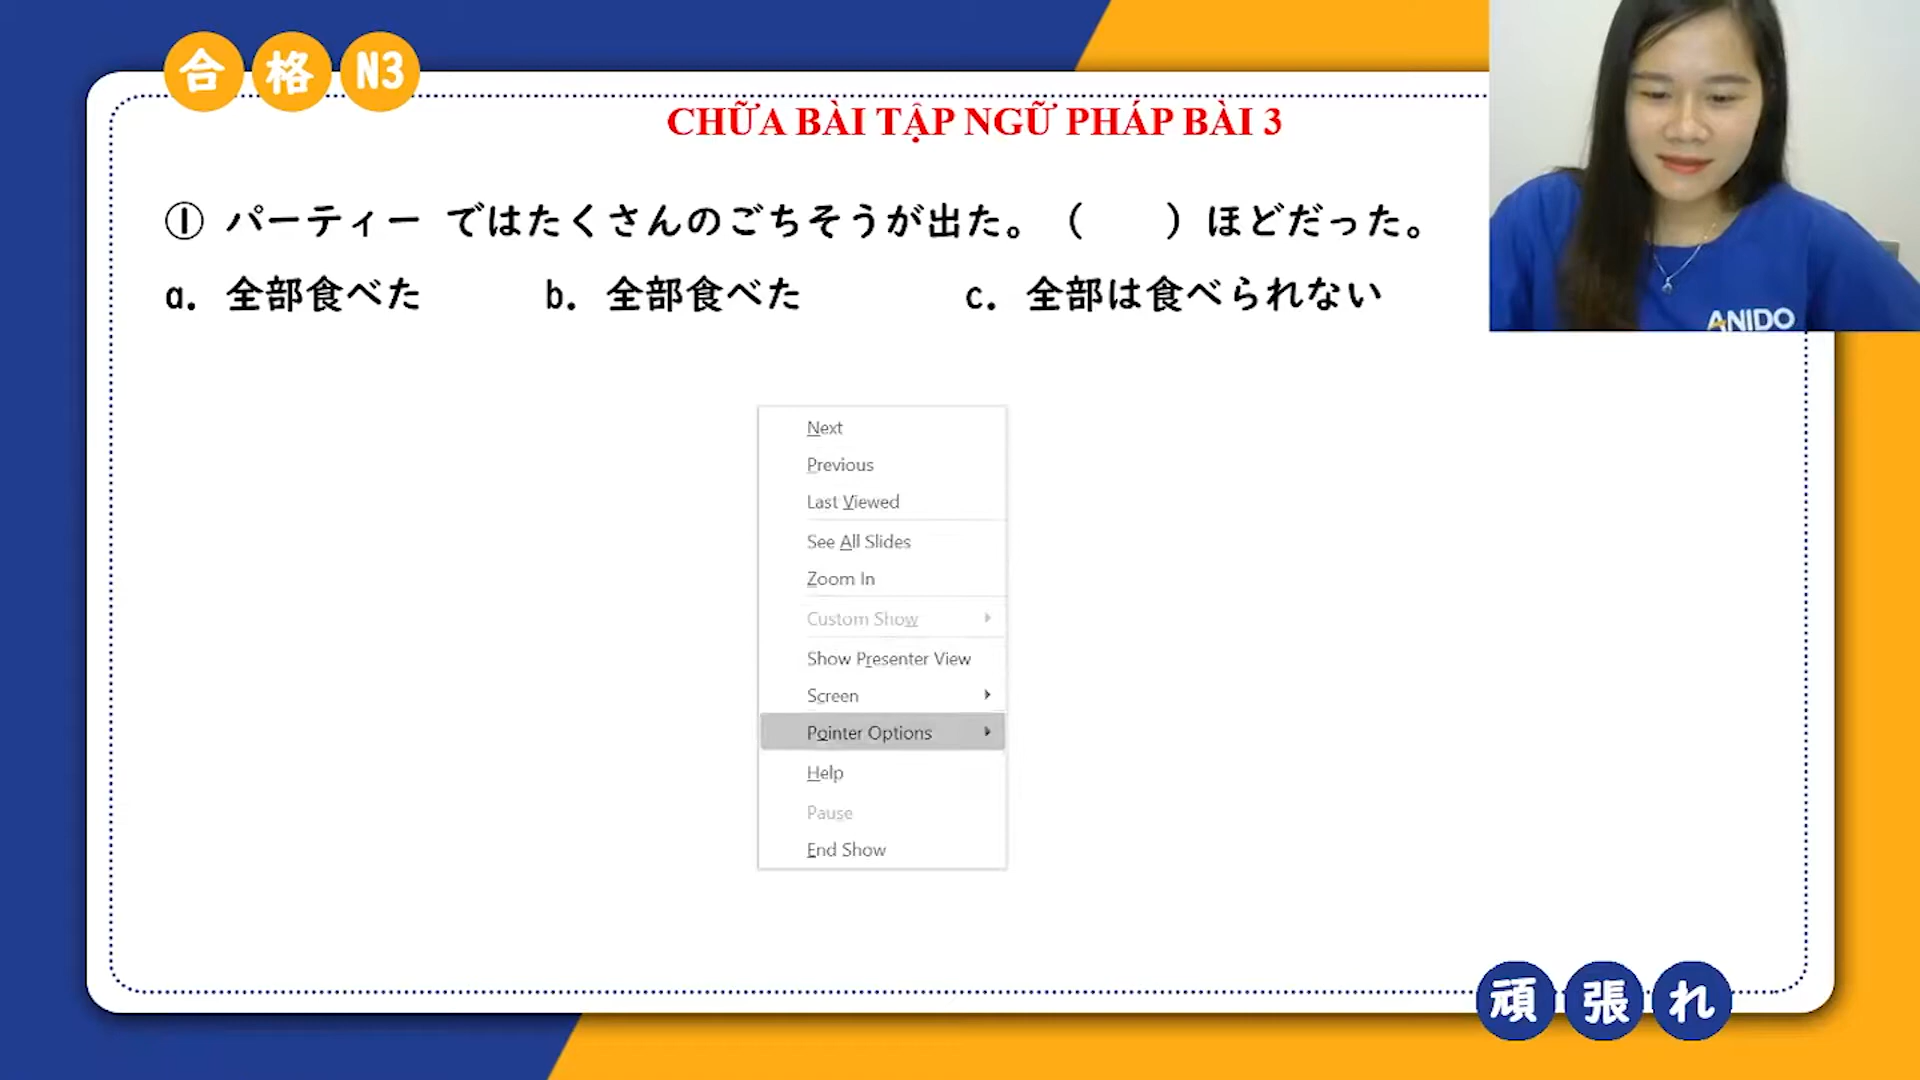 合格N3
CHỮA BÀI TẬP NGỮ PHÁP BÀI 3
① パーティー ではたくさんのごちそうが出た。（　　）ほどだった。
a. 全部食べた　b. 全部食べた　c. 全部は食べられない
ANIDO
Next
Previous
Last Viewed
See All Slides
Zoom In
Custom Show
Show Presenter View
Screen
Pointer Options
Help
Pause
End Show
頑張れ